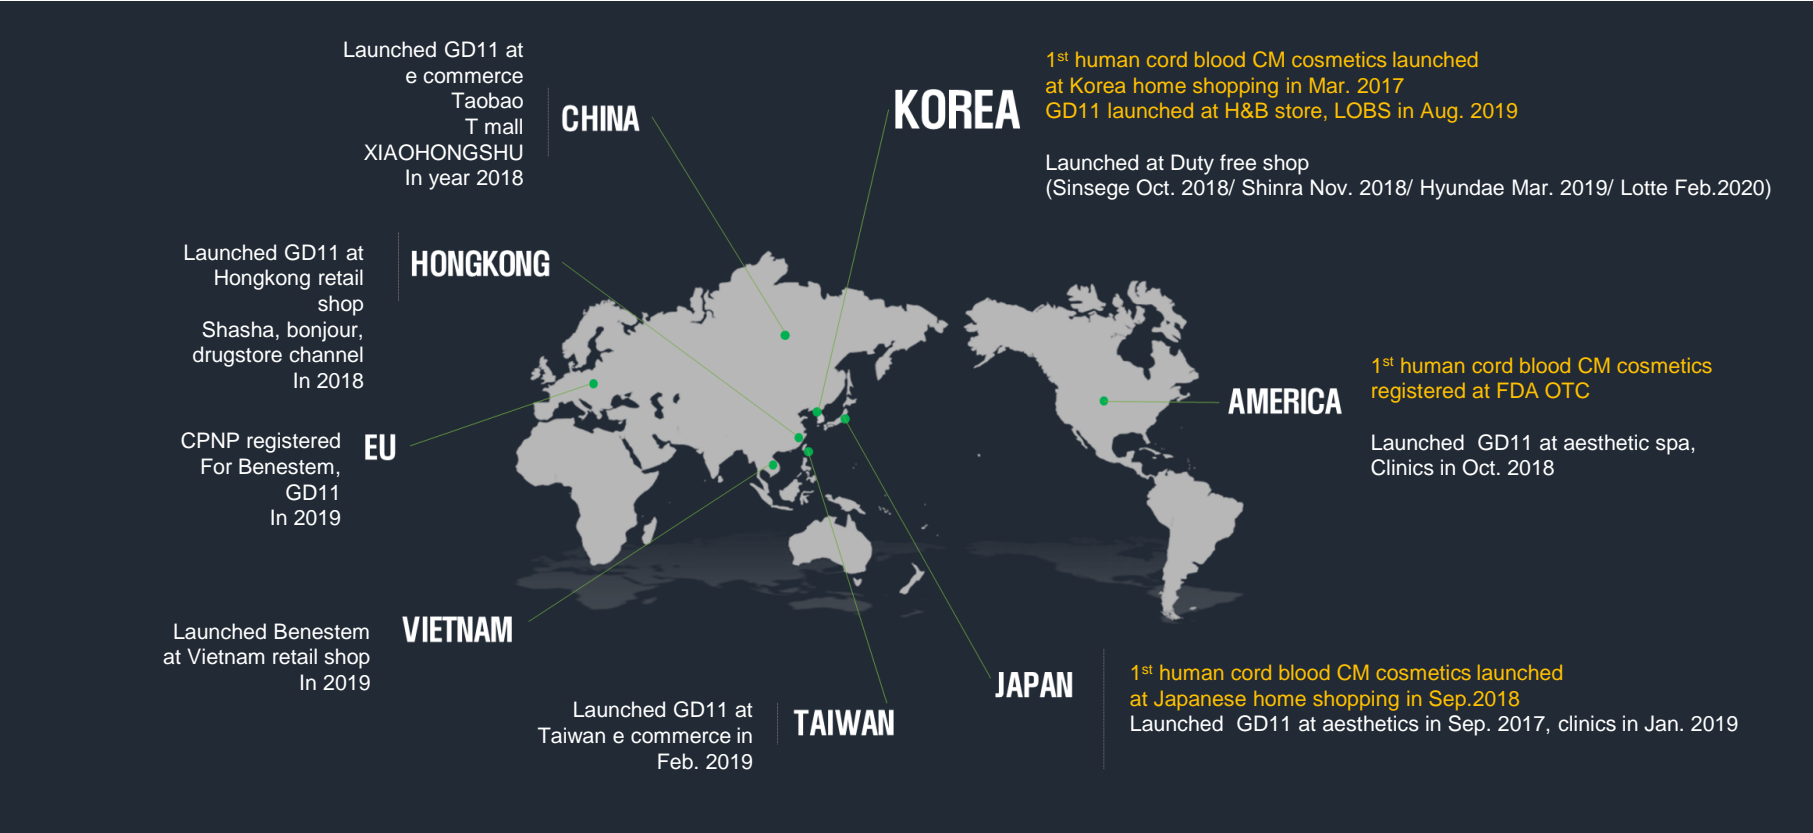 Launched GD11 at
e commerce
Taobao
T mall
XIAOHONGSHU
In year 2018
CHINA
KOREA
1st human cord blood CM cosmetics launched
at Korea home shopping in Mar. 2017
GD11 launched at H&B store, LOBS in Aug. 2019
Launched at Duty free shop
(Sinsege Oct. 2018/ Shinra Nov. 2018/ Hyundae Mar. 2019/ Lotte Feb.2020)
Launched GD11 at
Hongkong retail
shop
Shasha, bonjour,
drugstore channel
In 2018
HONGKONG
AMERICA
1st human cord blood CM cosmetics
registered at FDA OTC
Launched GD11 at aesthetic spa,
Clinics in Oct. 2018
CPNP registered
For Benestem,
GD11
In 2019
EU
Launched Benestem
at Vietnam retail shop
In 2019
VIETNAM
Launched GD11 at
Taiwan e commerce in
Feb. 2019
TAIWAN
JAPAN
1st human cord blood CM cosmetics launched
at Japanese home shopping in Sep.2018
Launched GD11 at aesthetics in Sep. 2017, clinics in Jan. 2019